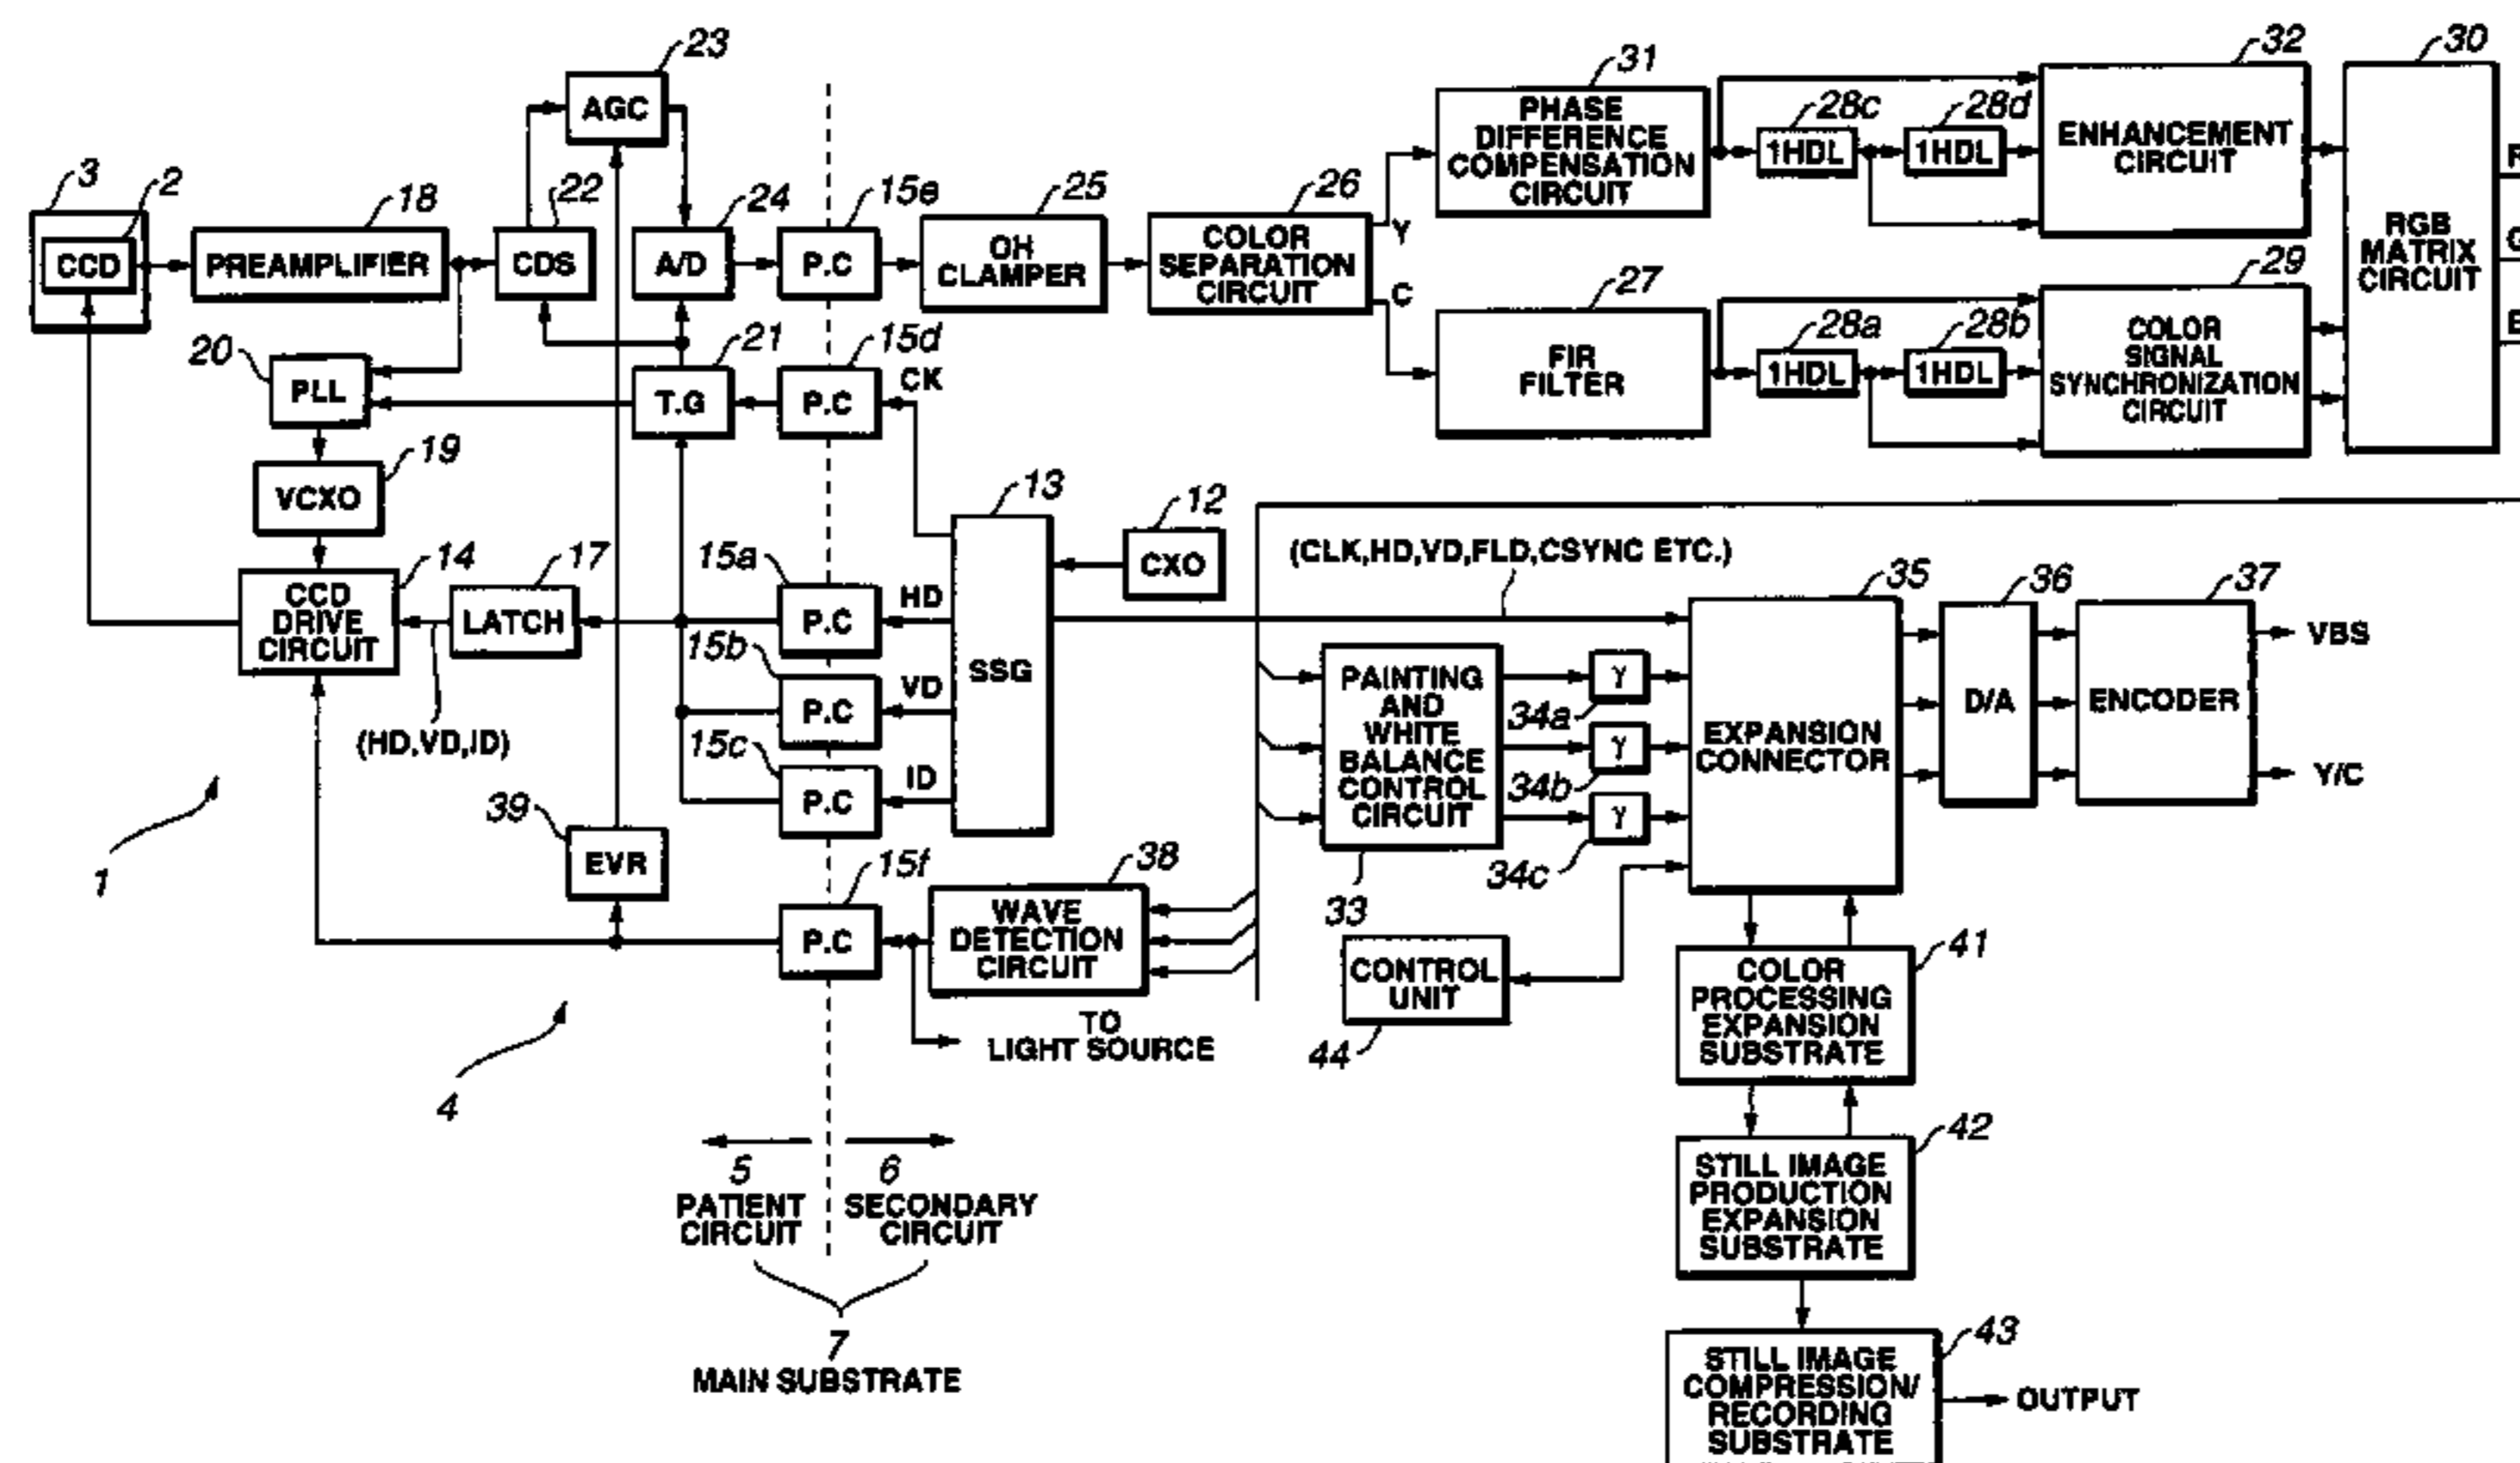 23
AGC
3
2
18
22
24
15e
25
26
CCD
PREAMPLIFIER
CDS
A/D
P.C
OH
CLAMPER
COLOR
SEPARATION
CIRCUIT
Y
C
31
PHASE
DIFFERENCE
COMPENSATION
CIRCUIT
28c
1HDL
28d
1HDL
32
ENHANCEMENT
CIRCUIT
30
RGB
MATRIX
CIRCUIT
27
FIR
FILTER
28a
1HDL
28b
1HDL
29
COLOR
SIGNAL
SYNCHRONIZATION
CIRCUIT
20
PLL
21
T.G
15d
P.C
CK
19
VCXO
13
SSG
12
CXO
14
CCD
DRIVE
CIRCUIT
17
LATCH
(HD,VD,ID)
15a
P.C
HD
15b
P.C
VD
15c
P.C
ID
(CLK,HD,VD,FLD,CSYNC ETC.)
PAINTING
AND
WHITE
BALANCE
CONTROL
CIRCUIT
33
γ
34a
γ
34b
γ
34c
35
EXPANSION
CONNECTOR
36
D/A
37
ENCODER
VBS
Y/C
1
39
EVR
15f
P.C
38
WAVE
DETECTION
CIRCUIT
TO
LIGHT SOURCE
CONTROL
UNIT
44
41
COLOR
PROCESSING
EXPANSION
SUBSTRATE
4
42
STILL IMAGE
PRODUCTION
EXPANSION
SUBSTRATE
5
PATIENT
CIRCUIT
6
SECONDARY
CIRCUIT
7
MAIN SUBSTRATE
43
STILL IMAGE
COMPRESSION/
RECORDING
SUBSTRATE
OUTPUT